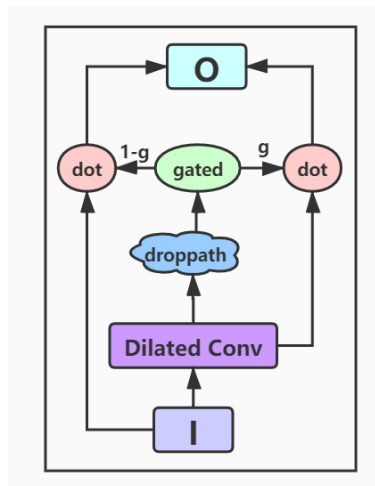 O
1-g
g
dot
gated
dot
droppath
Dilated Conv
I